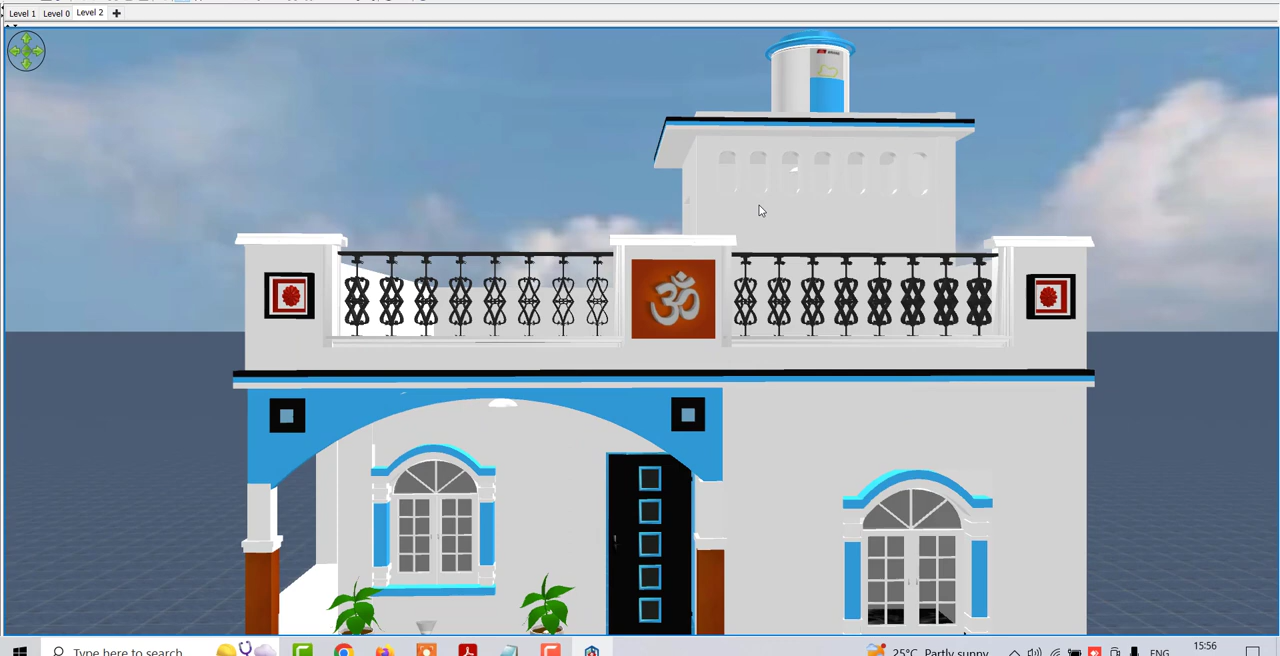 Level 1 Level 0 Level 2
ॐ
Type here to search
25°C Partly sunny
ENG
15:56